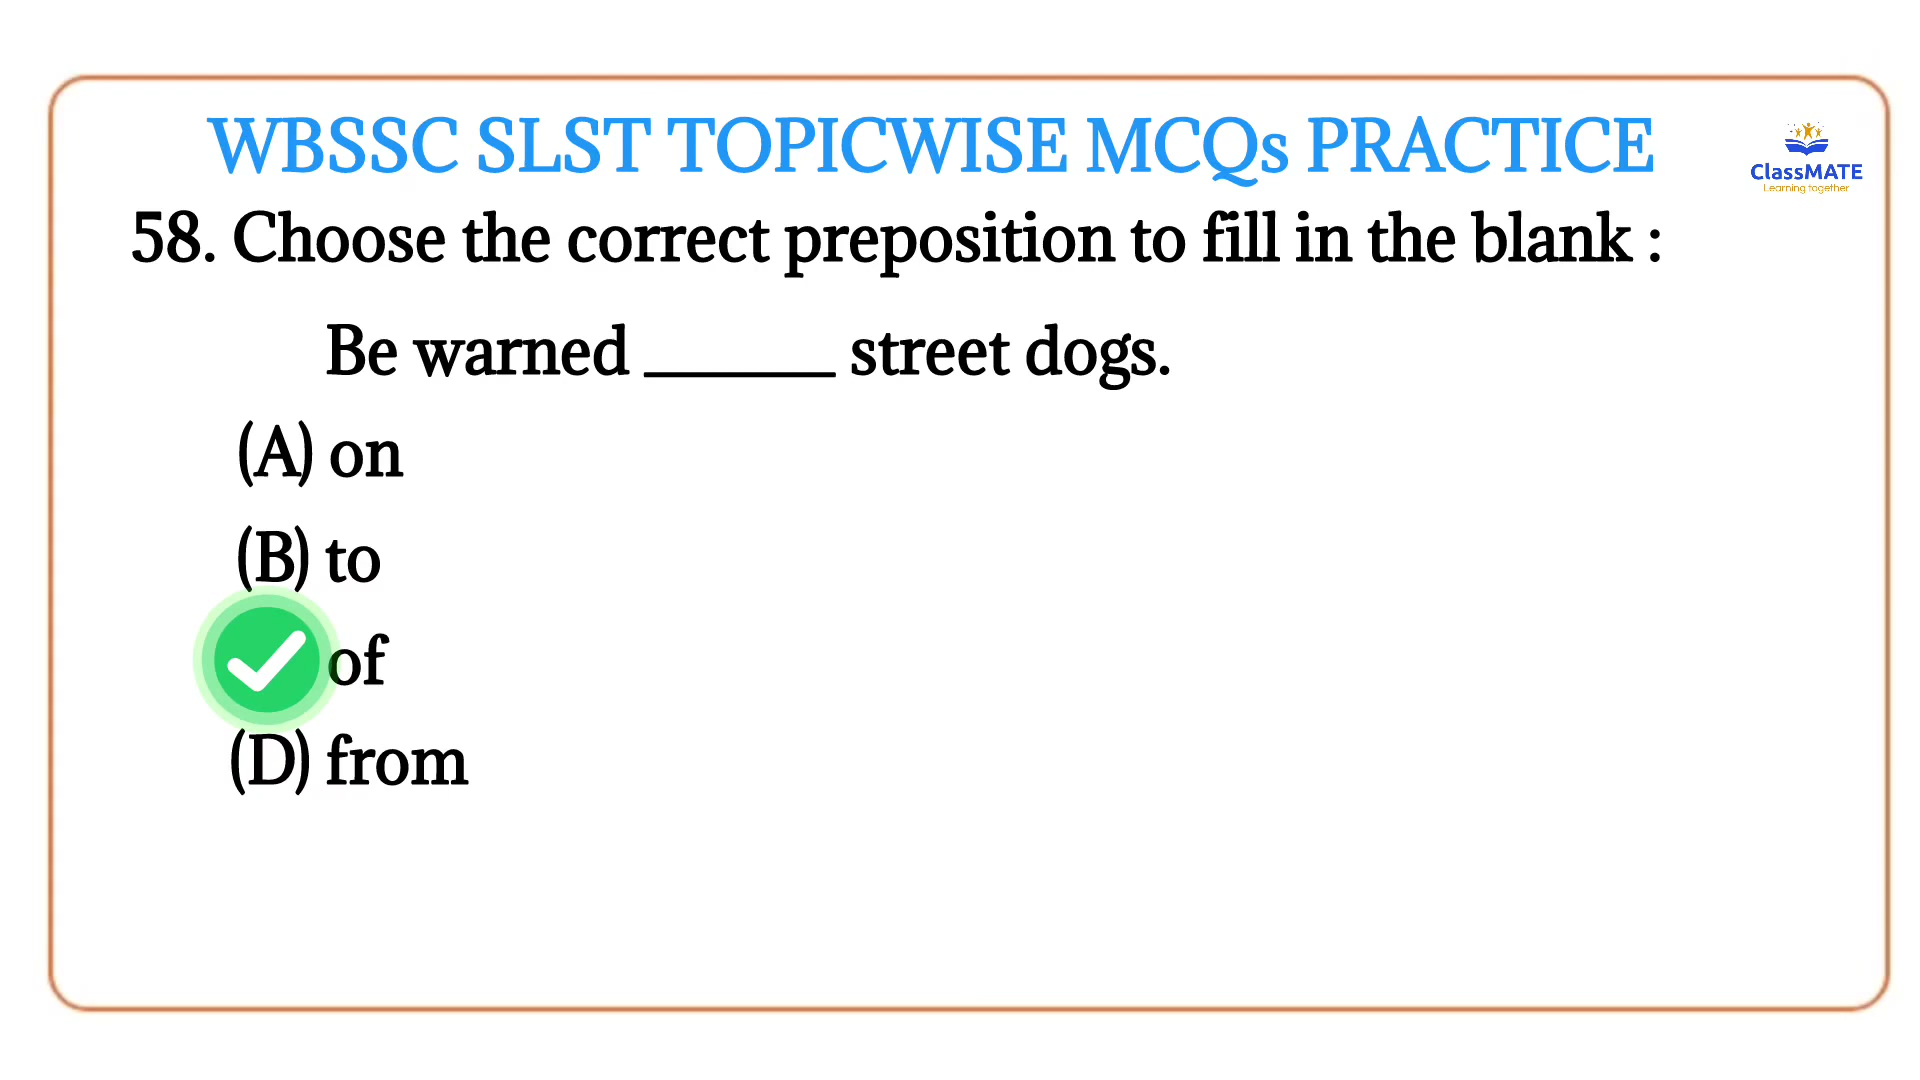 WBSSC SLST TOPICWISE MCQs PRACTICE
ClassMATE
Learning together
58. Choose the correct preposition to fill in the blank :
Be warned ______ street dogs.
(A) on
(B) to
of
(D) from